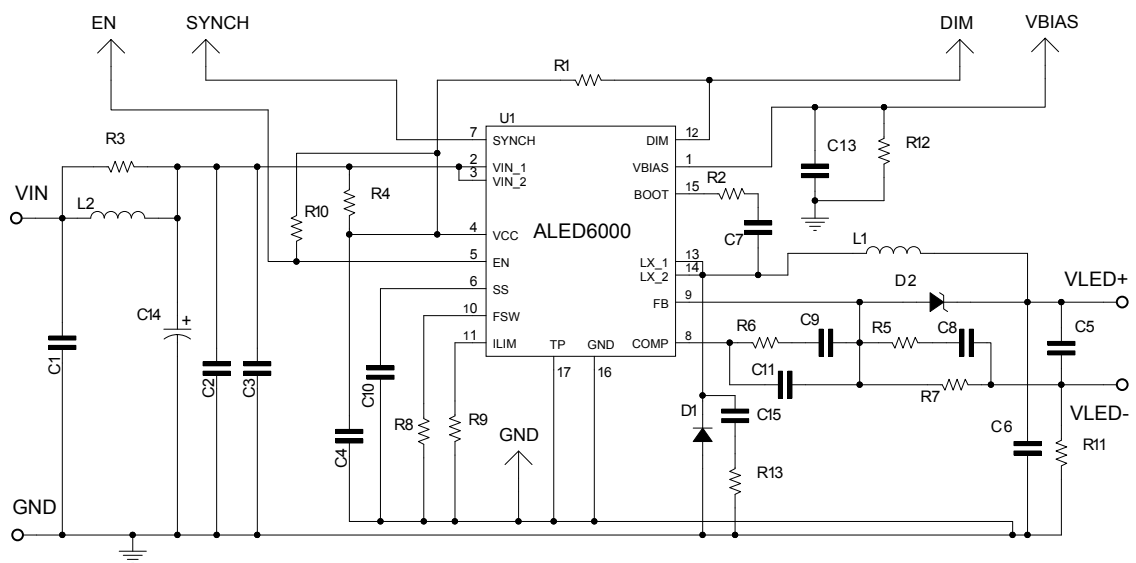 EN SYNCH DIM VBIAS
R1
U1
R3 7 SYNCH DIM 12 C13 R12
2 VIN_1 VBIAS 1
3 VIN_2
VIN L2 R4 BOOT 15 R2
R10 ALED6000 C7
4 VCC L1
5 EN LX_1 13
LX_2 14 D2
6 SS FB 9 VLED+
C14 + 10 FSW R6 C9 R5 C8 C5
C1 11 ILIM TP GND COMP 8
C2 C3 C10 17 16 C11 R7
VLED-
R8 R9 D1 C15 C6
C4 GND R11
R13
GND